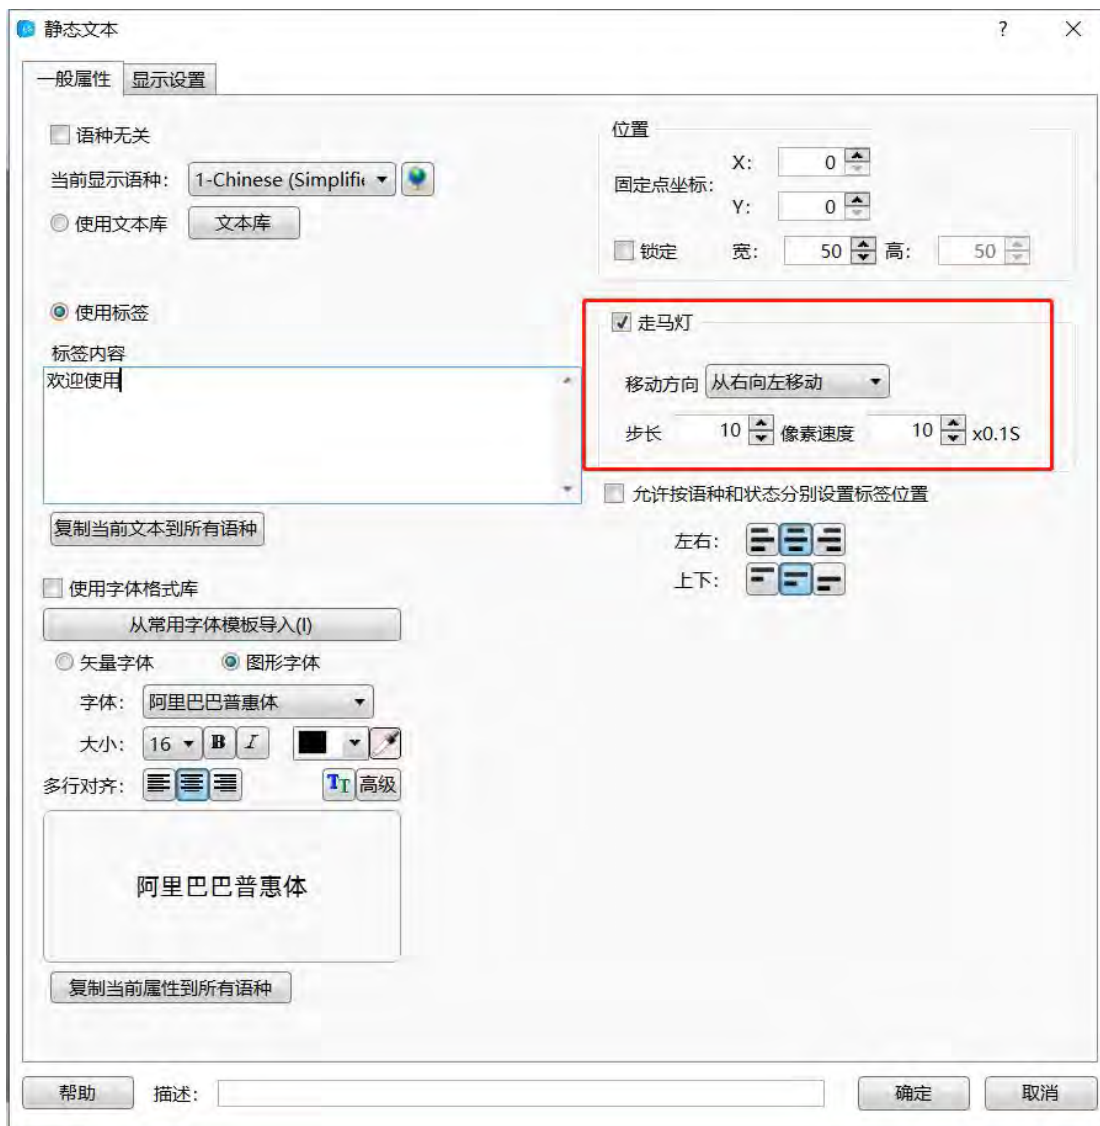 静态文本
?
一般属性 显示设置
语种无关
当前显示语种： 1-Chinese (Simplifi
使用文本库 文本库
使用标签
标签内容
欢迎使用
复制当前文本到所有语种
使用字体格式库
从常用字体模板导入(I)
矢量字体 图形字体
字体： 阿里巴巴普惠体
大小： 16 B I
多行对齐： TT 高级
阿里巴巴普惠体
复制当前属性到所有语种
位置
固定点坐标：
X： 0
Y： 0
锁定 宽： 50 高： 50
走马灯
移动方向 从右向左移动
步长 10 像素速度 10 x0.1S
允许按语种和状态分别设置标签位置
左右：
上下：
帮助 描述： 确定 取消